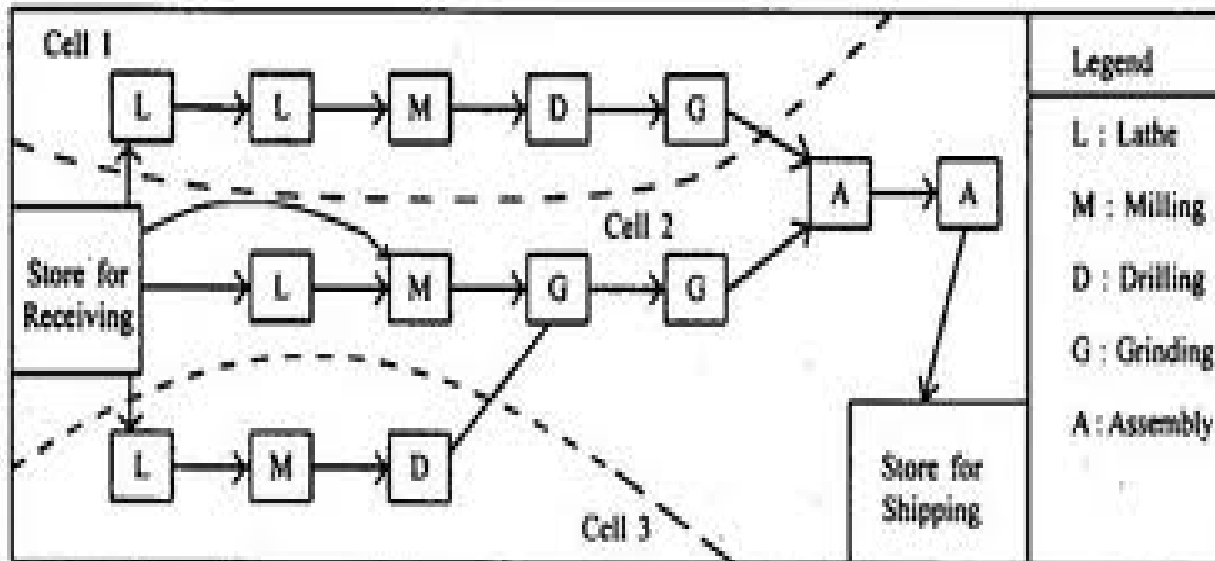 Cell 1
L
L
M
D
G
A
A
Cell 2
Store for
Receiving
L
M
G
G
L
M
D
Cell 3
Store for
Shipping
Legend
L : Lathe
M : Milling
D : Drilling
G : Grinding
A : Assembly